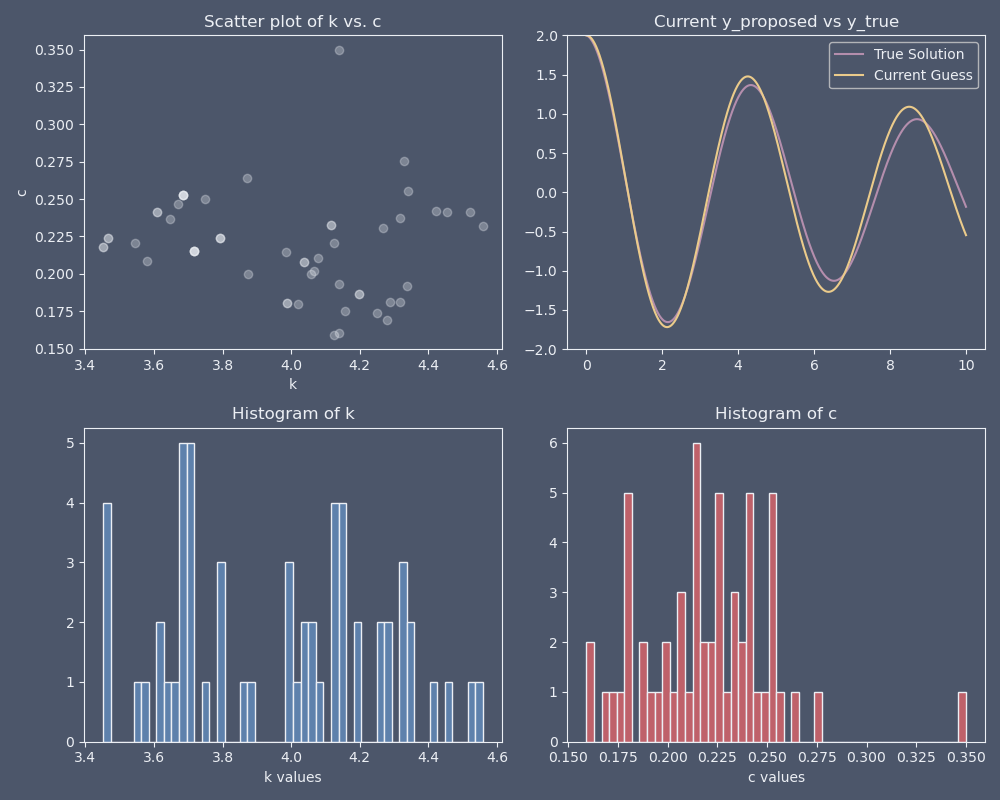 Scatter plot of k vs. c
0.350
0.325
0.300
0.275
0.250
0.225
0.200
0.175
0.150
c
3.4 3.6 3.8 4.0 4.2 4.4 4.6
k
Current y_proposed vs y_true
2.0
1.5
1.0
0.5
0.0
−0.5
−1.0
−1.5
−2.0
True Solution
Current Guess
0 2 4 6 8 10
Histogram of k
5
4
3
2
1
0
3.4 3.6 3.8 4.0 4.2 4.4 4.6
k values
Histogram of c
6
5
4
3
2
1
0
0.150 0.175 0.200 0.225 0.250 0.275 0.300 0.325 0.350
c values